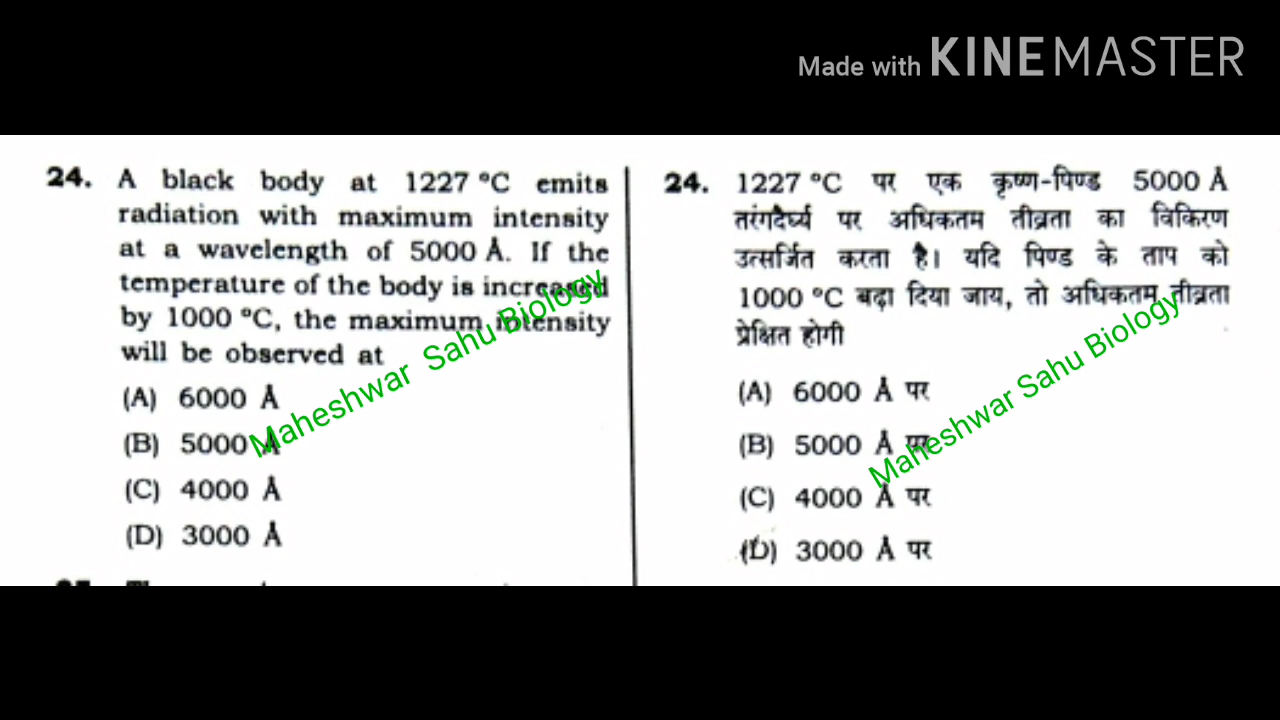 Made with KINEMASTER
24. A black body at 1227 °C emits
radiation with maximum intensity
at a wavelength of 5000 Å. If the
temperature of the body is increased
by 1000 °C, the maximum intensity
will be observed at
(A) 6000 Å
(B) 5000 Å
(C) 4000 Å
(D) 3000 Å
Maheshwar Sahu Biology
24. 1227 °C पर एक कृष्ण-पिण्ड 5000 Å
तरंगदैर्घ्य पर अधिकतम तीव्रता का विकिरण
उत्सर्जित करता है। यदि पिण्ड के ताप को
1000 °C बढ़ा दिया जाय, तो अधिकतम तीव्रता
प्रेक्षित होगी
(A) 6000 Å पर
(B) 5000 Å पर
(C) 4000 Å पर
(D) 3000 Å पर
Maheshwar Sahu Biology